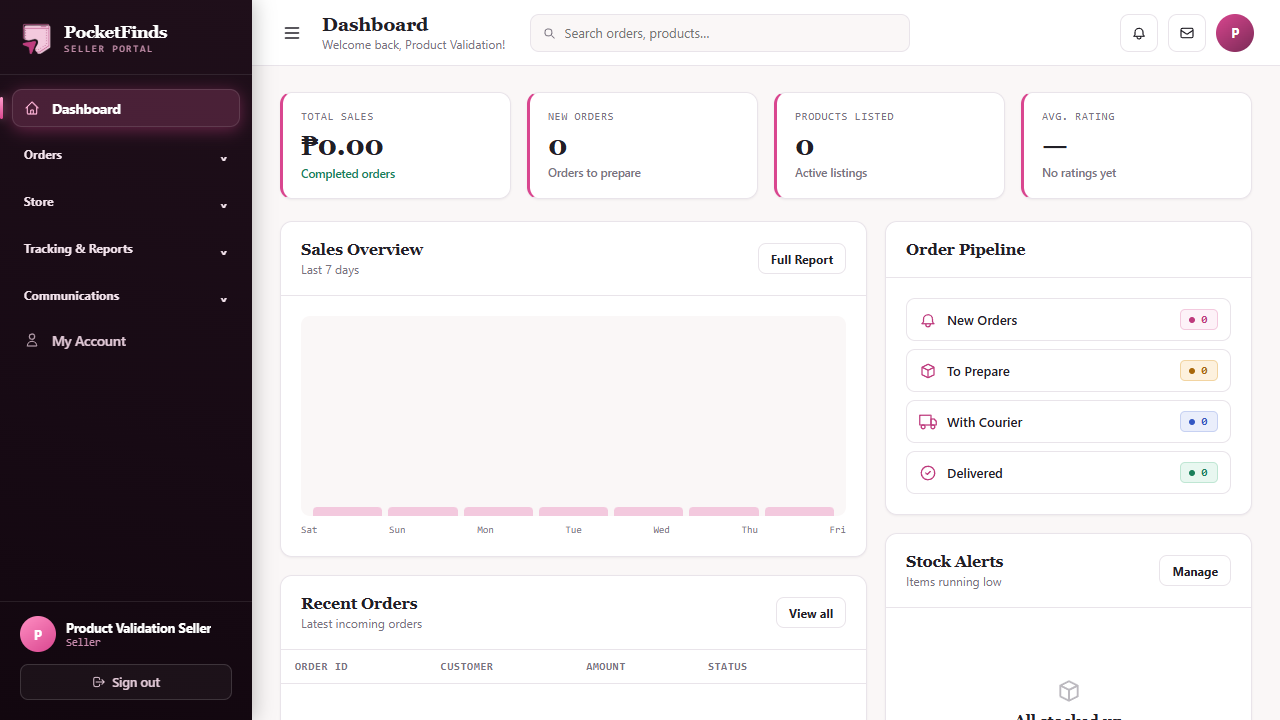 PocketFinds
SELLER PORTAL
Dashboard
Orders
Store
Tracking & Reports
Communications
My Account
P
Product Validation Seller
Seller
Sign out
Dashboard
Welcome back, Product Validation!
Search orders, products...
P
TOTAL SALES
₱0.00
Completed orders
NEW ORDERS
0
Orders to prepare
PRODUCTS LISTED
0
Active listings
AVG. RATING
—
No ratings yet
Sales Overview
Last 7 days
Full Report
Sat Sun Mon Tue Wed Thu Fri
Order Pipeline
New Orders 0
To Prepare 0
With Courier 0
Delivered 0
Recent Orders
Latest incoming orders
View all
ORDER ID CUSTOMER AMOUNT STATUS
Stock Alerts
Items running low
Manage
All stocked up